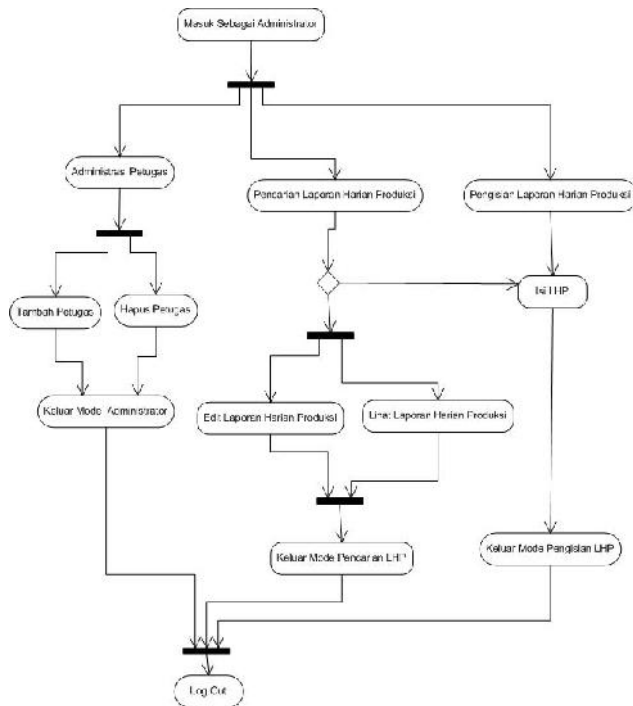 Masuk Sebagai Administrator
Administrasi Petugas
Pencarian Laporan Harian Produksi
Pengisian Laporan Harian Produksi
Isi LHP
Tambah Petugas
Hapus Petugas
Keluar Mode Administrator
Edit Laporan Harian Produksi
Lihat Laporan Harian Produksi
Keluar Mode Pencarian LHP
Keluar Mode Pengisian LHP
Log Out